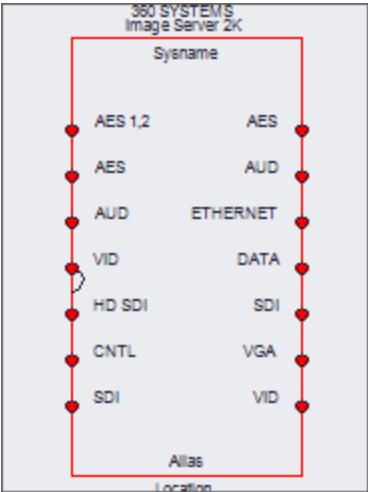 360 SYSTEMS
Image Server 2K
Sysname
AES 1,2 AES
AES AUD
AUD ETHERNET
VID DATA
HD SDI SDI
CNTL VGA
SDI VID
Alias
Location